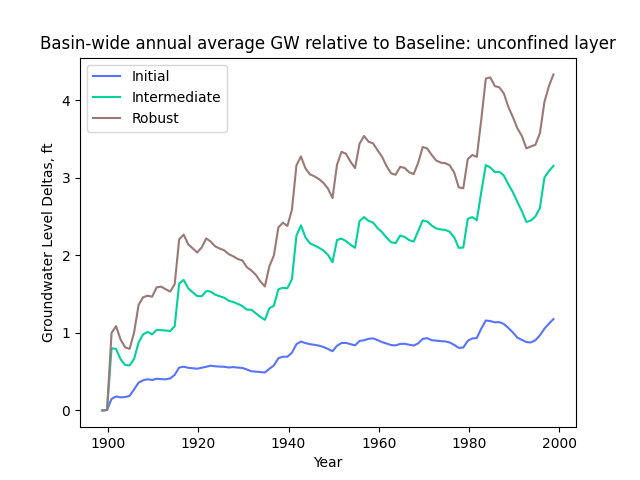 Basin-wide annual average GW relative to Baseline: unconfined layer
Initial
Intermediate
Robust
Groundwater Level Deltas, ft
4
3
2
1
0
1900 1920 1940 1960 1980 2000
Year